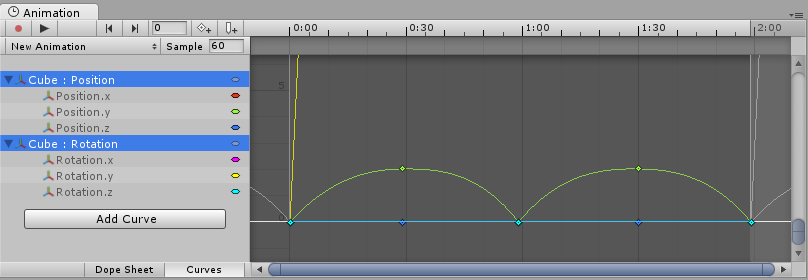 Animation
0
0:00
0:30
1:00
1:30
2:00
New Animation
Sample 60
5
Cube : Position
Position.x
Position.y
Position.z
Cube : Rotation
Rotation.x
Rotation.y
Rotation.z
0
Add Curve
Dope Sheet
Curves